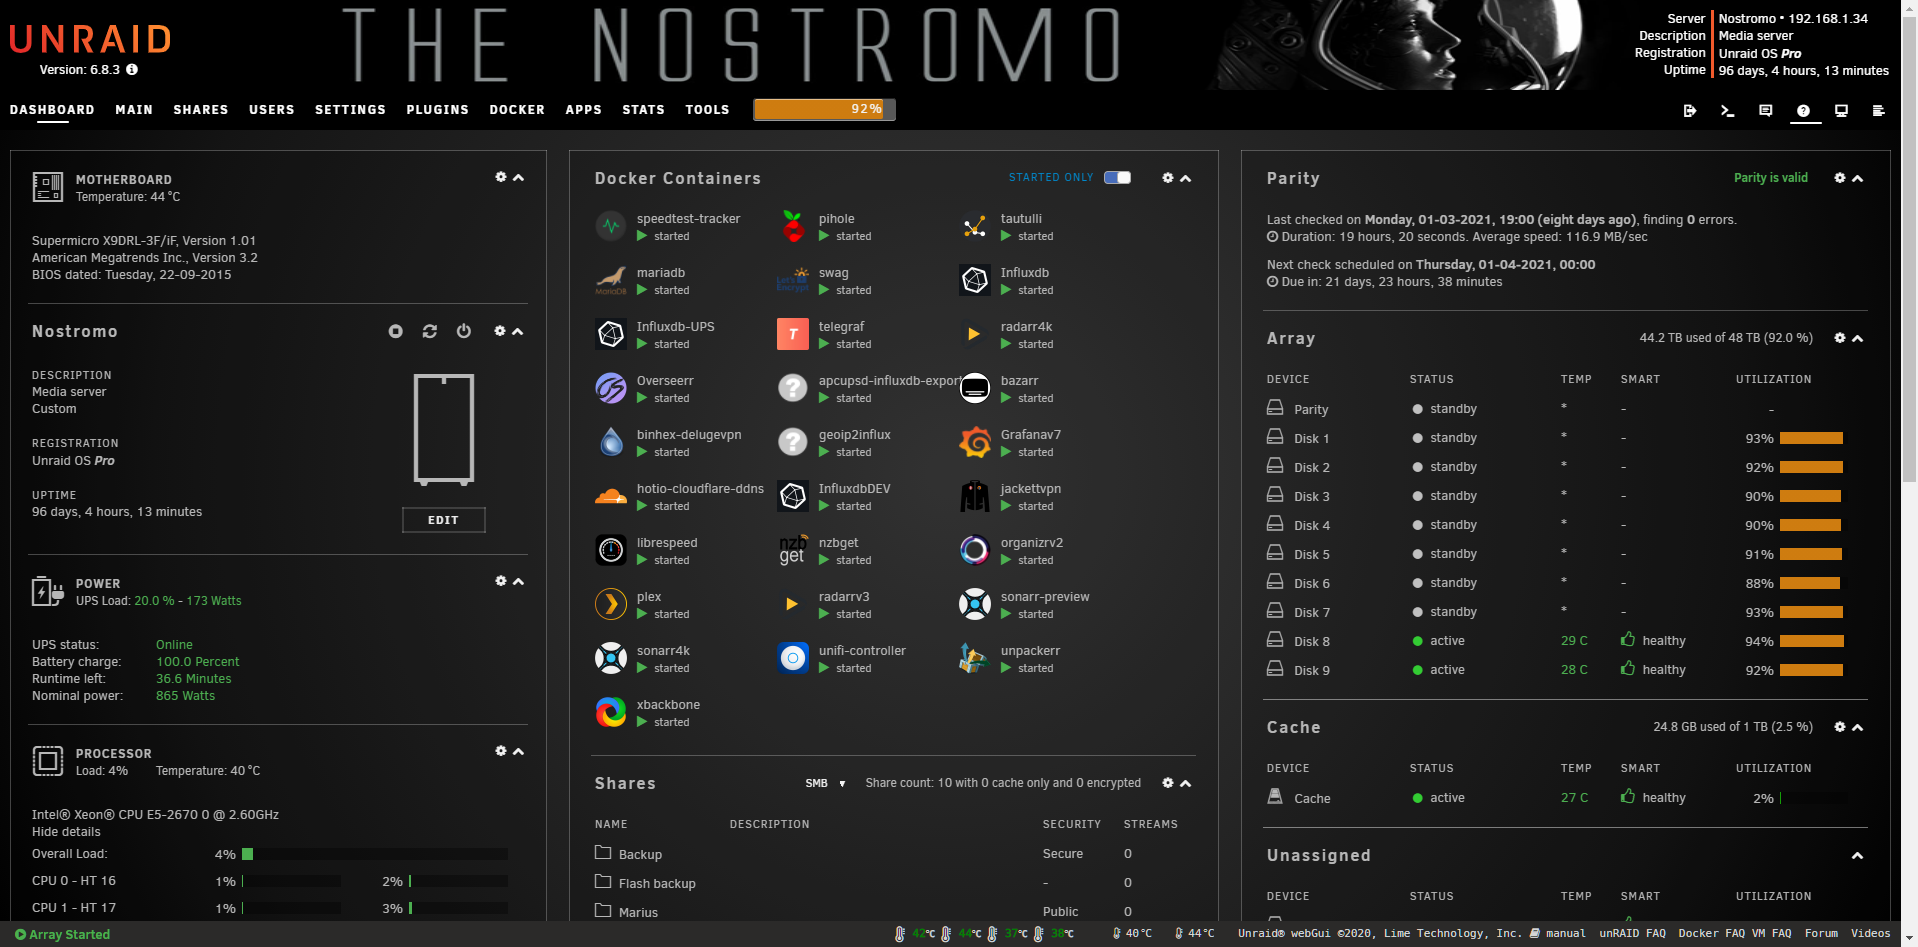 UNRAID
Version: 6.8.3
THE NOSTROMO
Server Nostromo • 192.168.1.34
Description Media server
Registration Unraid OS Pro
Uptime 96 days, 4 hours, 13 minutes
DASHBOARD MAIN SHARES USERS SETTINGS PLUGINS DOCKER APPS STATS TOOLS 92%
MOTHERBOARD
Temperature: 44 °C
Supermicro X9DRL-3F/iF, Version 1.01
American Megatrends Inc., Version 3.2
BIOS dated: Tuesday, 22-09-2015
Nostromo
DESCRIPTION
Media server
Custom
REGISTRATION
Unraid OS Pro
UPTIME
96 days, 4 hours, 13 minutes
EDIT
POWER
UPS Load: 20.0 % - 173 Watts
UPS status: Online
Battery charge: 100.0 Percent
Runtime left: 36.6 Minutes
Nominal power: 865 Watts
PROCESSOR
Load: 4% Temperature: 40 °C
Intel® Xeon® CPU E5-2670 0 @ 2.60GHz
Hide details
Overall Load: 4%
CPU 0 - HT 16 1% 2%
CPU 1 - HT 17 1% 3%
Docker Containers STARTED ONLY
speedtest-tracker pihole tautulli
started started started
mariadb swag Influxdb
started started started
Influxdb-UPS telegraf radarr4k
started started started
Overseerr apcupsd-influxdb-export bazarr
started started started
binhex-delugevpn geoip2influx Grafanav7
started started started
hotio-cloudflare-ddns InfluxdbDEV jackettvpn
started started started
librespeed nzbget organizrv2
started started started
plex radarrv3 sonarr-preview
started started started
sonarr4k unifi-controller unpackerr
started started started
xbackbone
started
Shares SMB Share count: 10 with 0 cache only and 0 encrypted
NAME DESCRIPTION SECURITY STREAMS
Backup Secure 0
Flash backup - 0
Marius Public 0
Parity Parity is valid
Last checked on Monday, 01-03-2021, 19:00 (eight days ago), finding 0 errors.
Duration: 19 hours, 20 seconds. Average speed: 116.9 MB/sec
Next check scheduled on Thursday, 01-04-2021, 00:00
Due in: 21 days, 23 hours, 38 minutes
Array 44.2 TB used of 48 TB (92.0 %)
DEVICE STATUS TEMP SMART UTILIZATION
Parity standby * - -
Disk 1 standby * - 93%
Disk 2 standby * - 92%
Disk 3 standby * - 90%
Disk 4 standby * - 90%
Disk 5 standby * - 91%
Disk 6 standby * - 88%
Disk 7 standby * - 93%
Disk 8 active 29 C healthy 94%
Disk 9 active 28 C healthy 92%
Cache 24.8 GB used of 1 TB (2.5 %)
DEVICE STATUS TEMP SMART UTILIZATION
Cache active 27 C healthy 2%
Unassigned
DEVICE STATUS TEMP SMART UTILIZATION
Array Started 42°C 44°C 37°C 38°C 40 °C 44 °C Unraid® webGui ©2020, Lime Technology, Inc. manual unRAID FAQ Docker FAQ VM FAQ Forum Videos